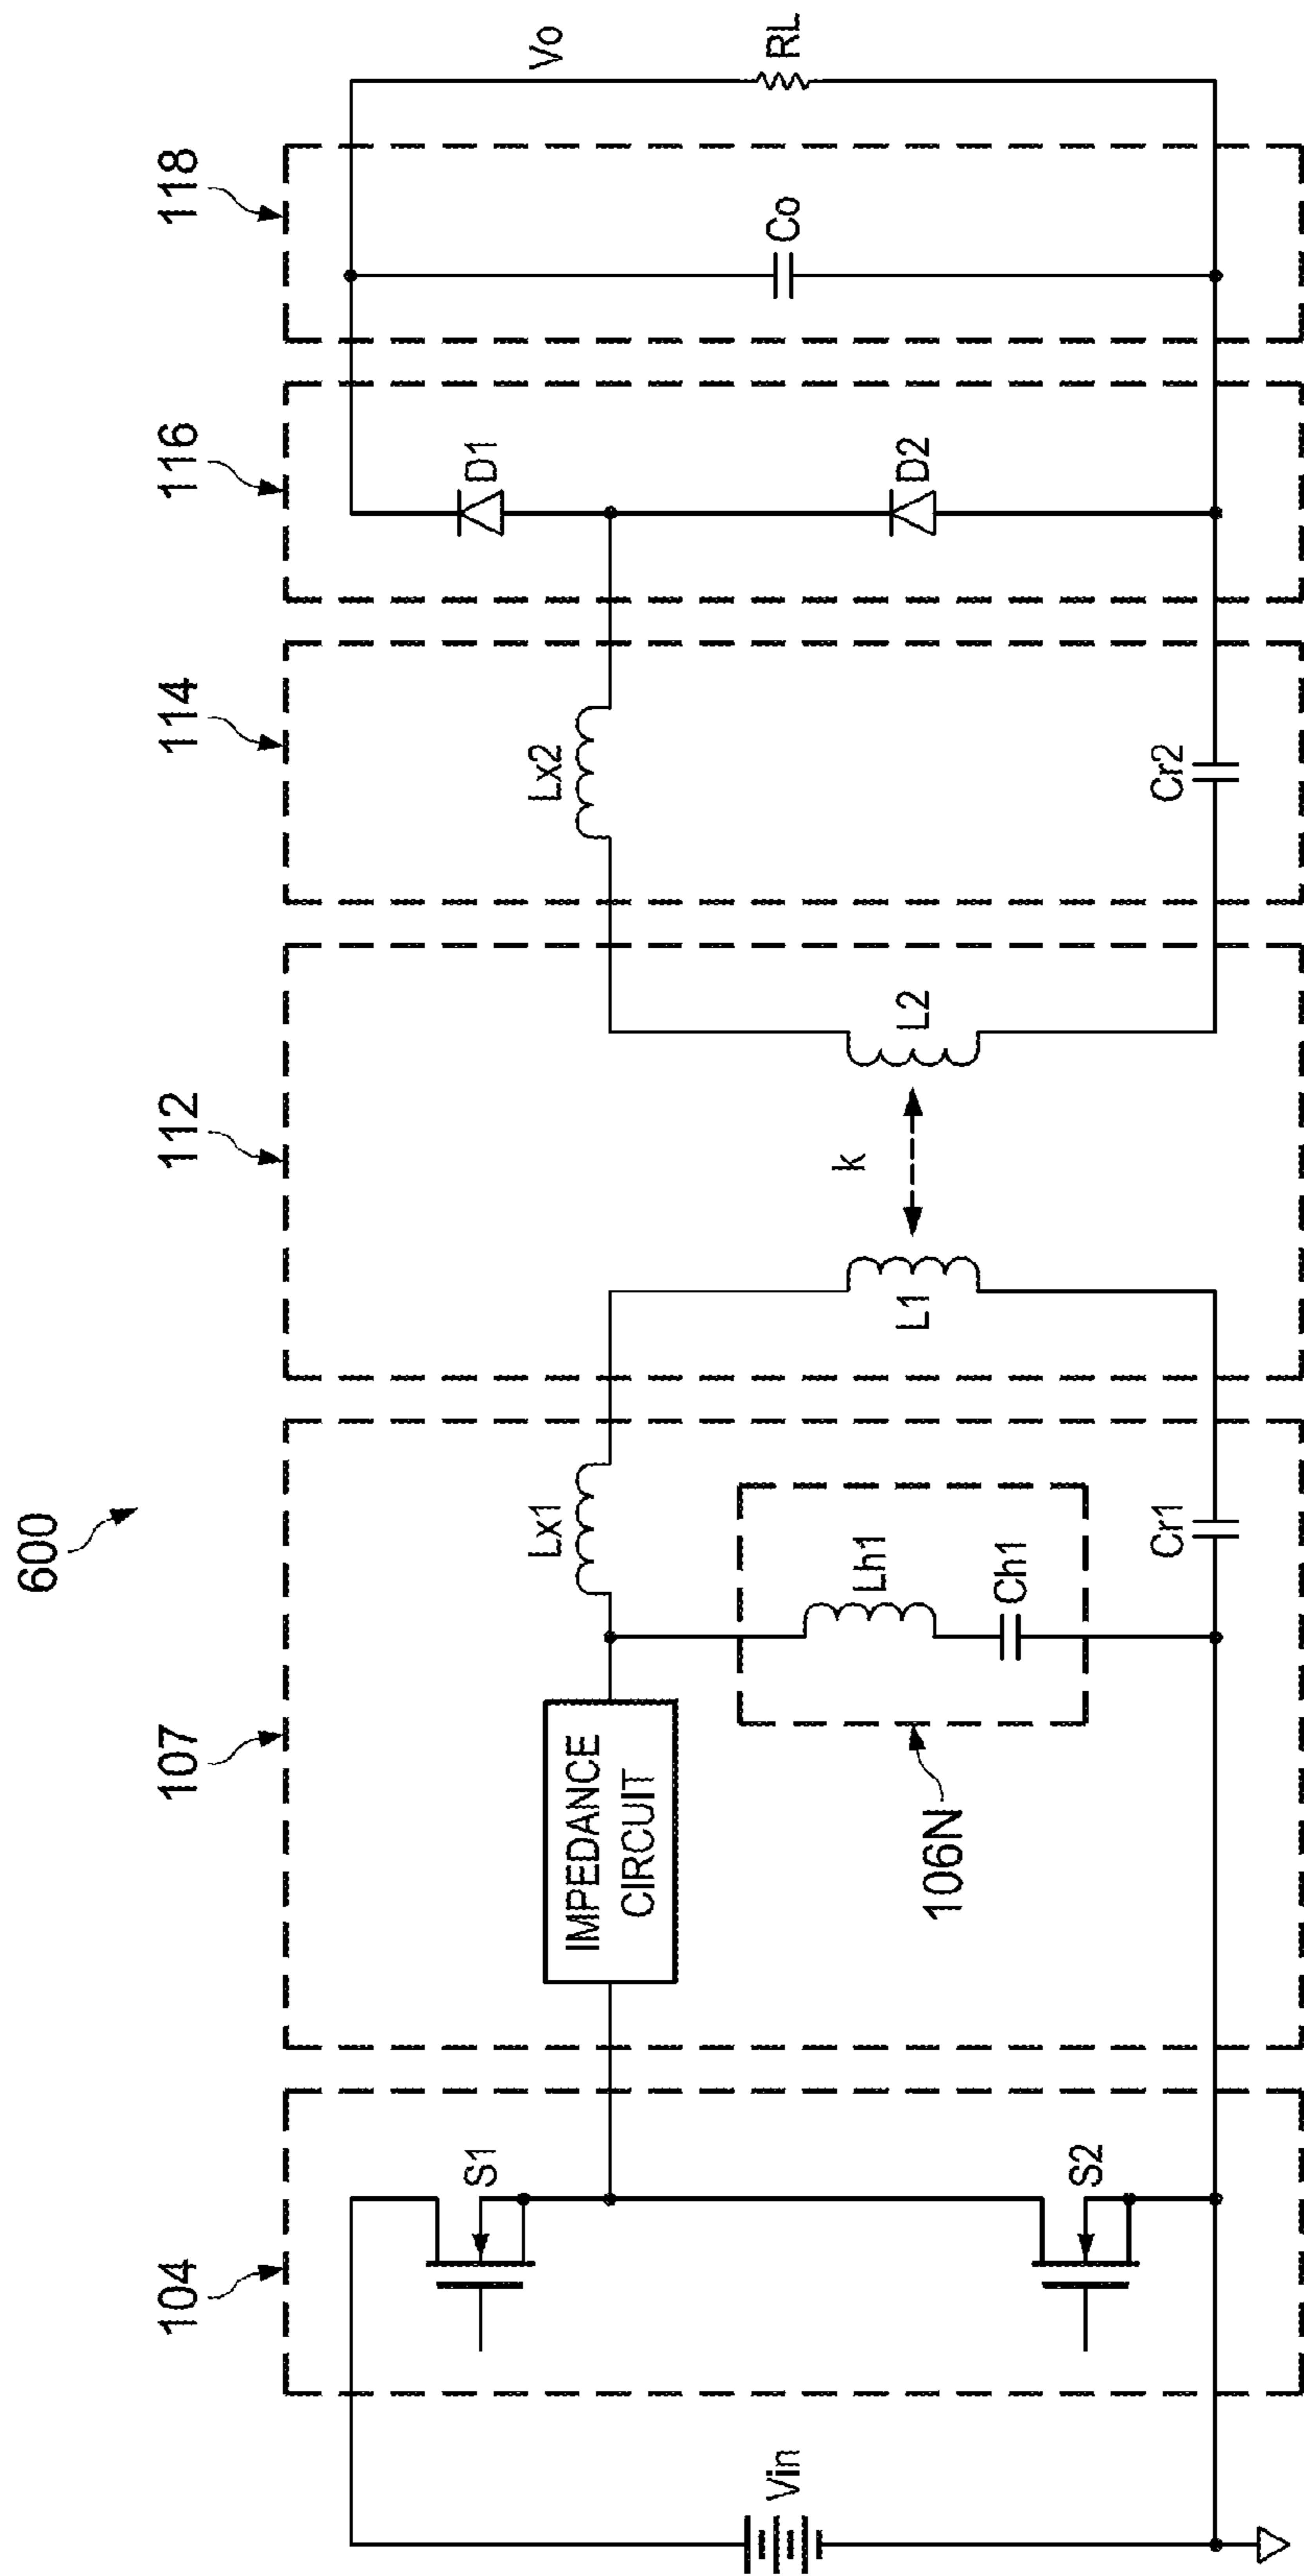 600
104
107
112
114
116
118
Vin
S1
S2
IMPEDANCE
CIRCUIT
Lx1
Lh1
Ch1
106N
Cr1
L1
k
L2
Lx2
Cr2
D1
D2
Co
Vo
RL